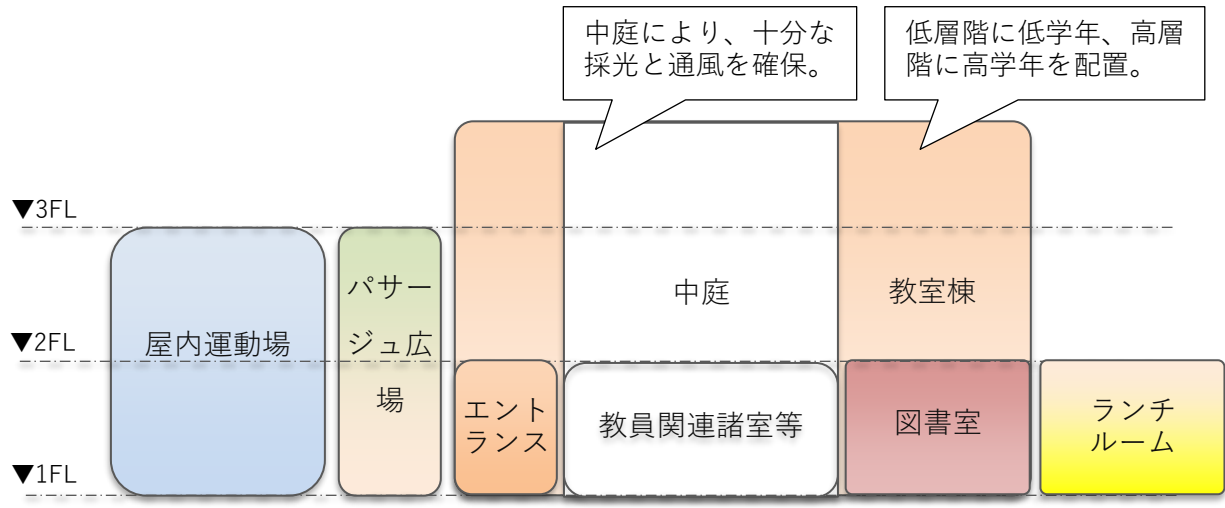 中庭により、十分な
採光と通風を確保。
低層階に低学年、高層
階に高学年を配置。
▼3FL
パサー
ジュ広
場
中庭
教室棟
▼2FL
屋内運動場
エント
ランス
教員関連諸室等
図書室
ランチ
ルーム
▼1FL